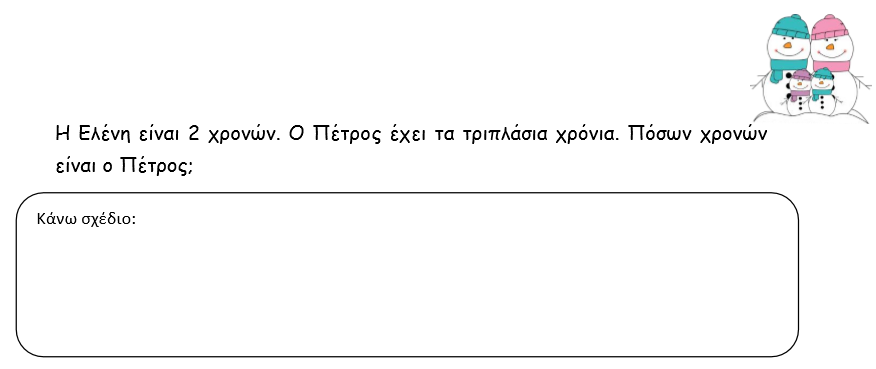 Η Ελένη είναι 2 χρονών. Ο Πέτρος έχει τα τριπλάσια χρόνια. Πόσων χρονών
είναι ο Πέτρος;
Κάνω σχέδιο: